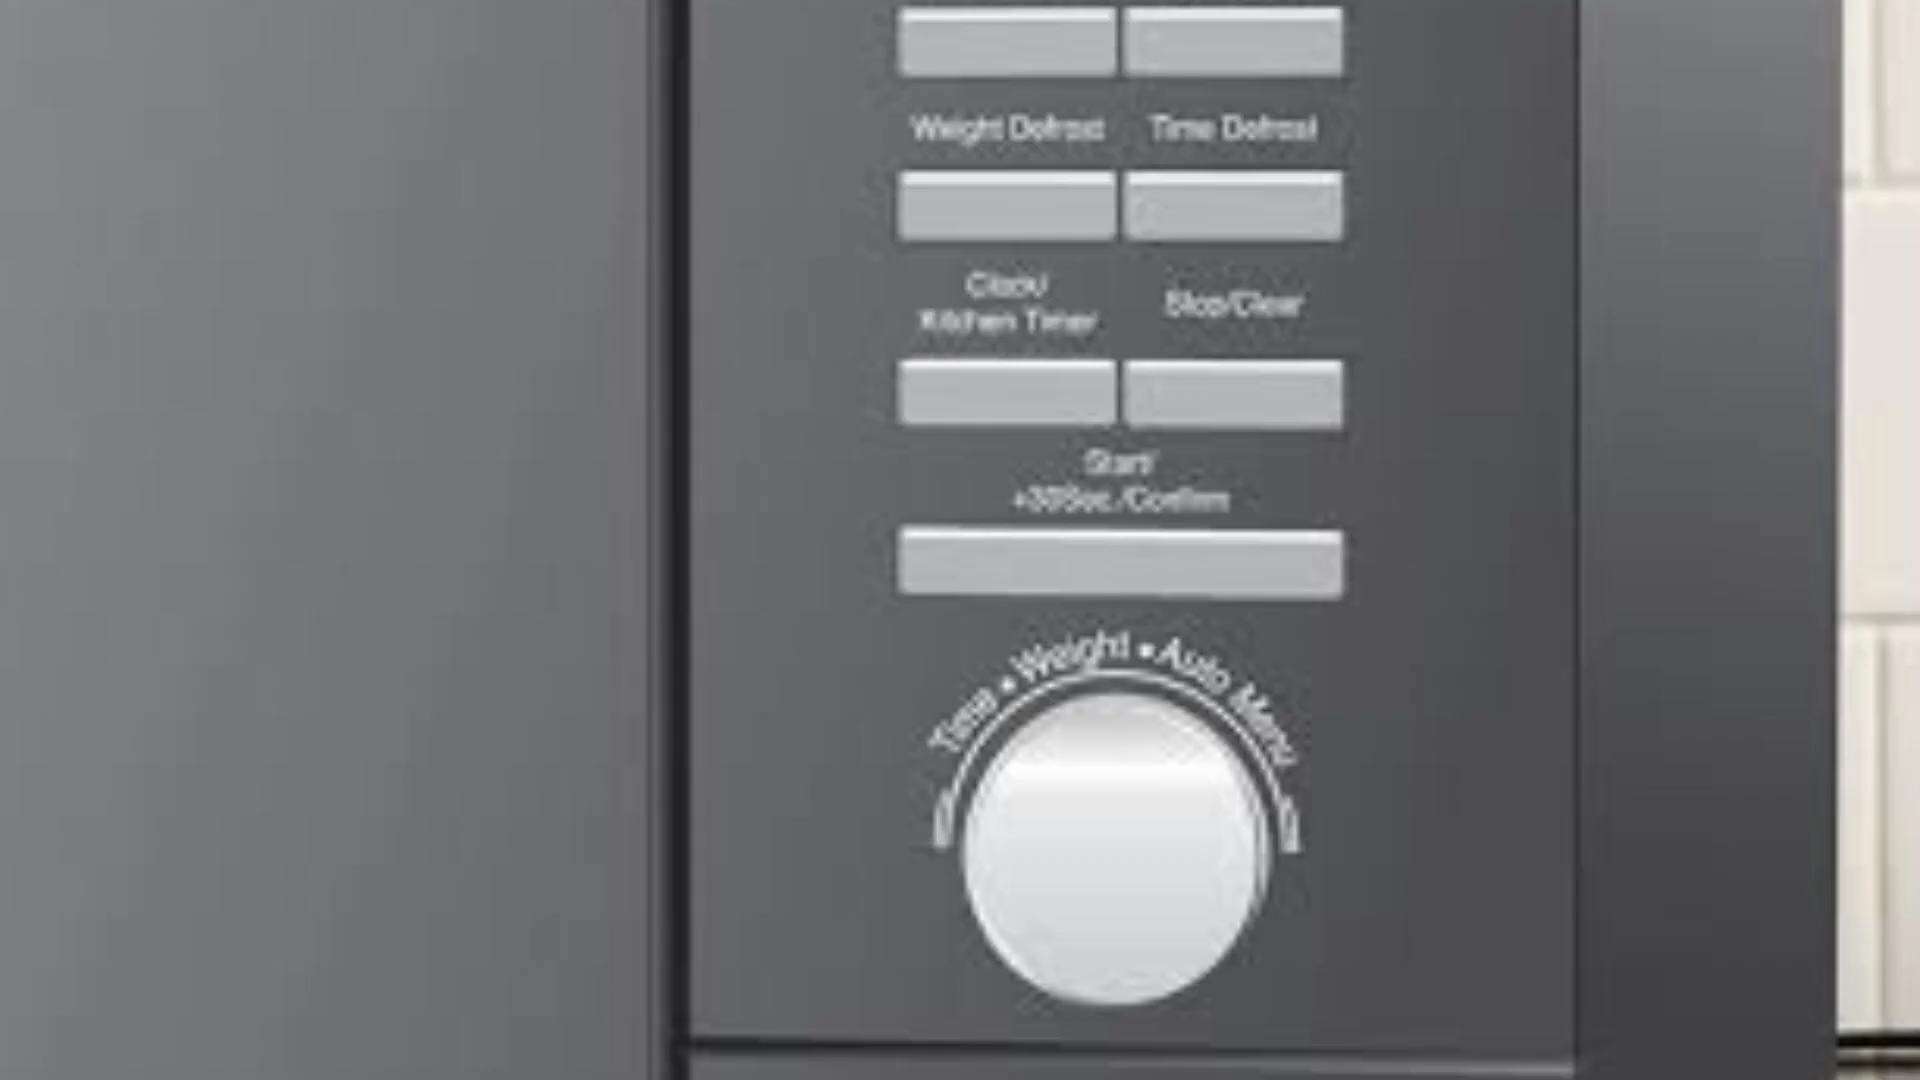 Weight Defrost Time Defrost
Clock/
Kitchen Timer
Stop/Clear
Start/
+30Sec./Confirm
Time • Weight • Auto Menu